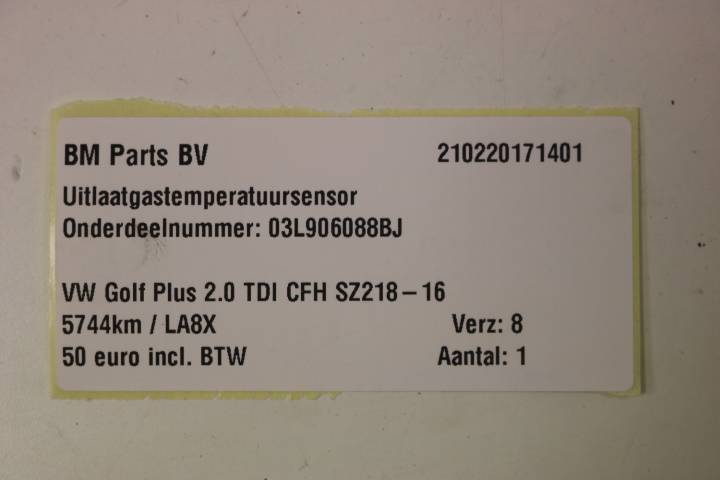 BM Parts BV 210220171401
Uitlaatgastemperatuursensor
Onderdeelnummer: 03L906088BJ
VW Golf Plus 2.0 TDI CFH SZ218-16
5744km / LA8X Verz: 8
50 euro incl. BTW Aantal: 1